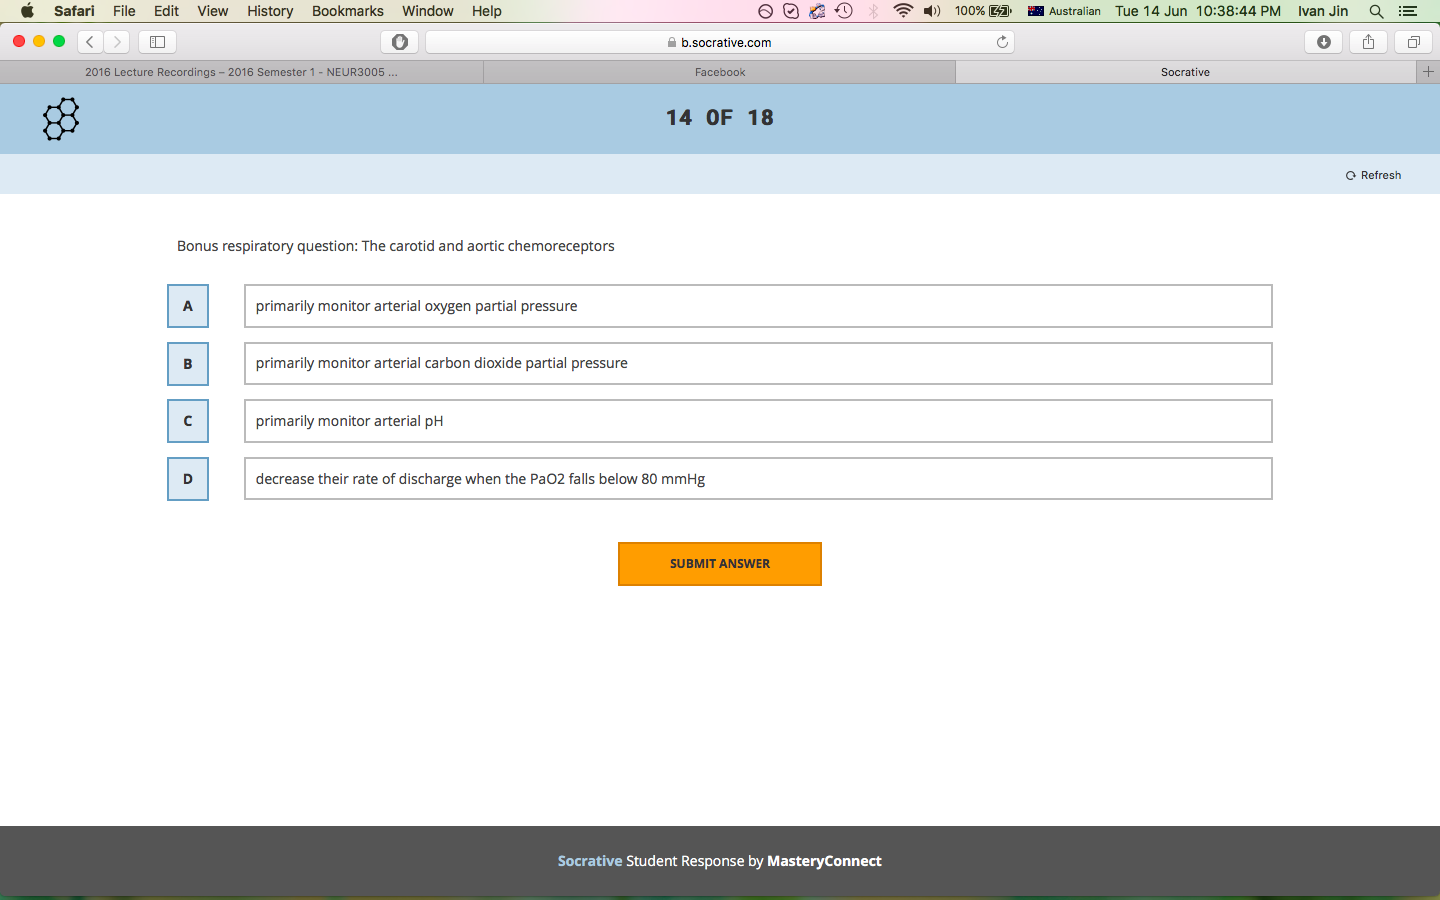 Safari File Edit View History Bookmarks Window Help 100% Australian Tue 14 Jun 10:38:44 PM Ivan Jin
b.socrative.com
2016 Lecture Recordings – 2016 Semester 1 - NEUR3005 ... Facebook Socrative
14 OF 18
Refresh
Bonus respiratory question: The carotid and aortic chemoreceptors
A primarily monitor arterial oxygen partial pressure
B primarily monitor arterial carbon dioxide partial pressure
C primarily monitor arterial pH
D decrease their rate of discharge when the PaO2 falls below 80 mmHg
SUBMIT ANSWER
Socrative Student Response by MasteryConnect